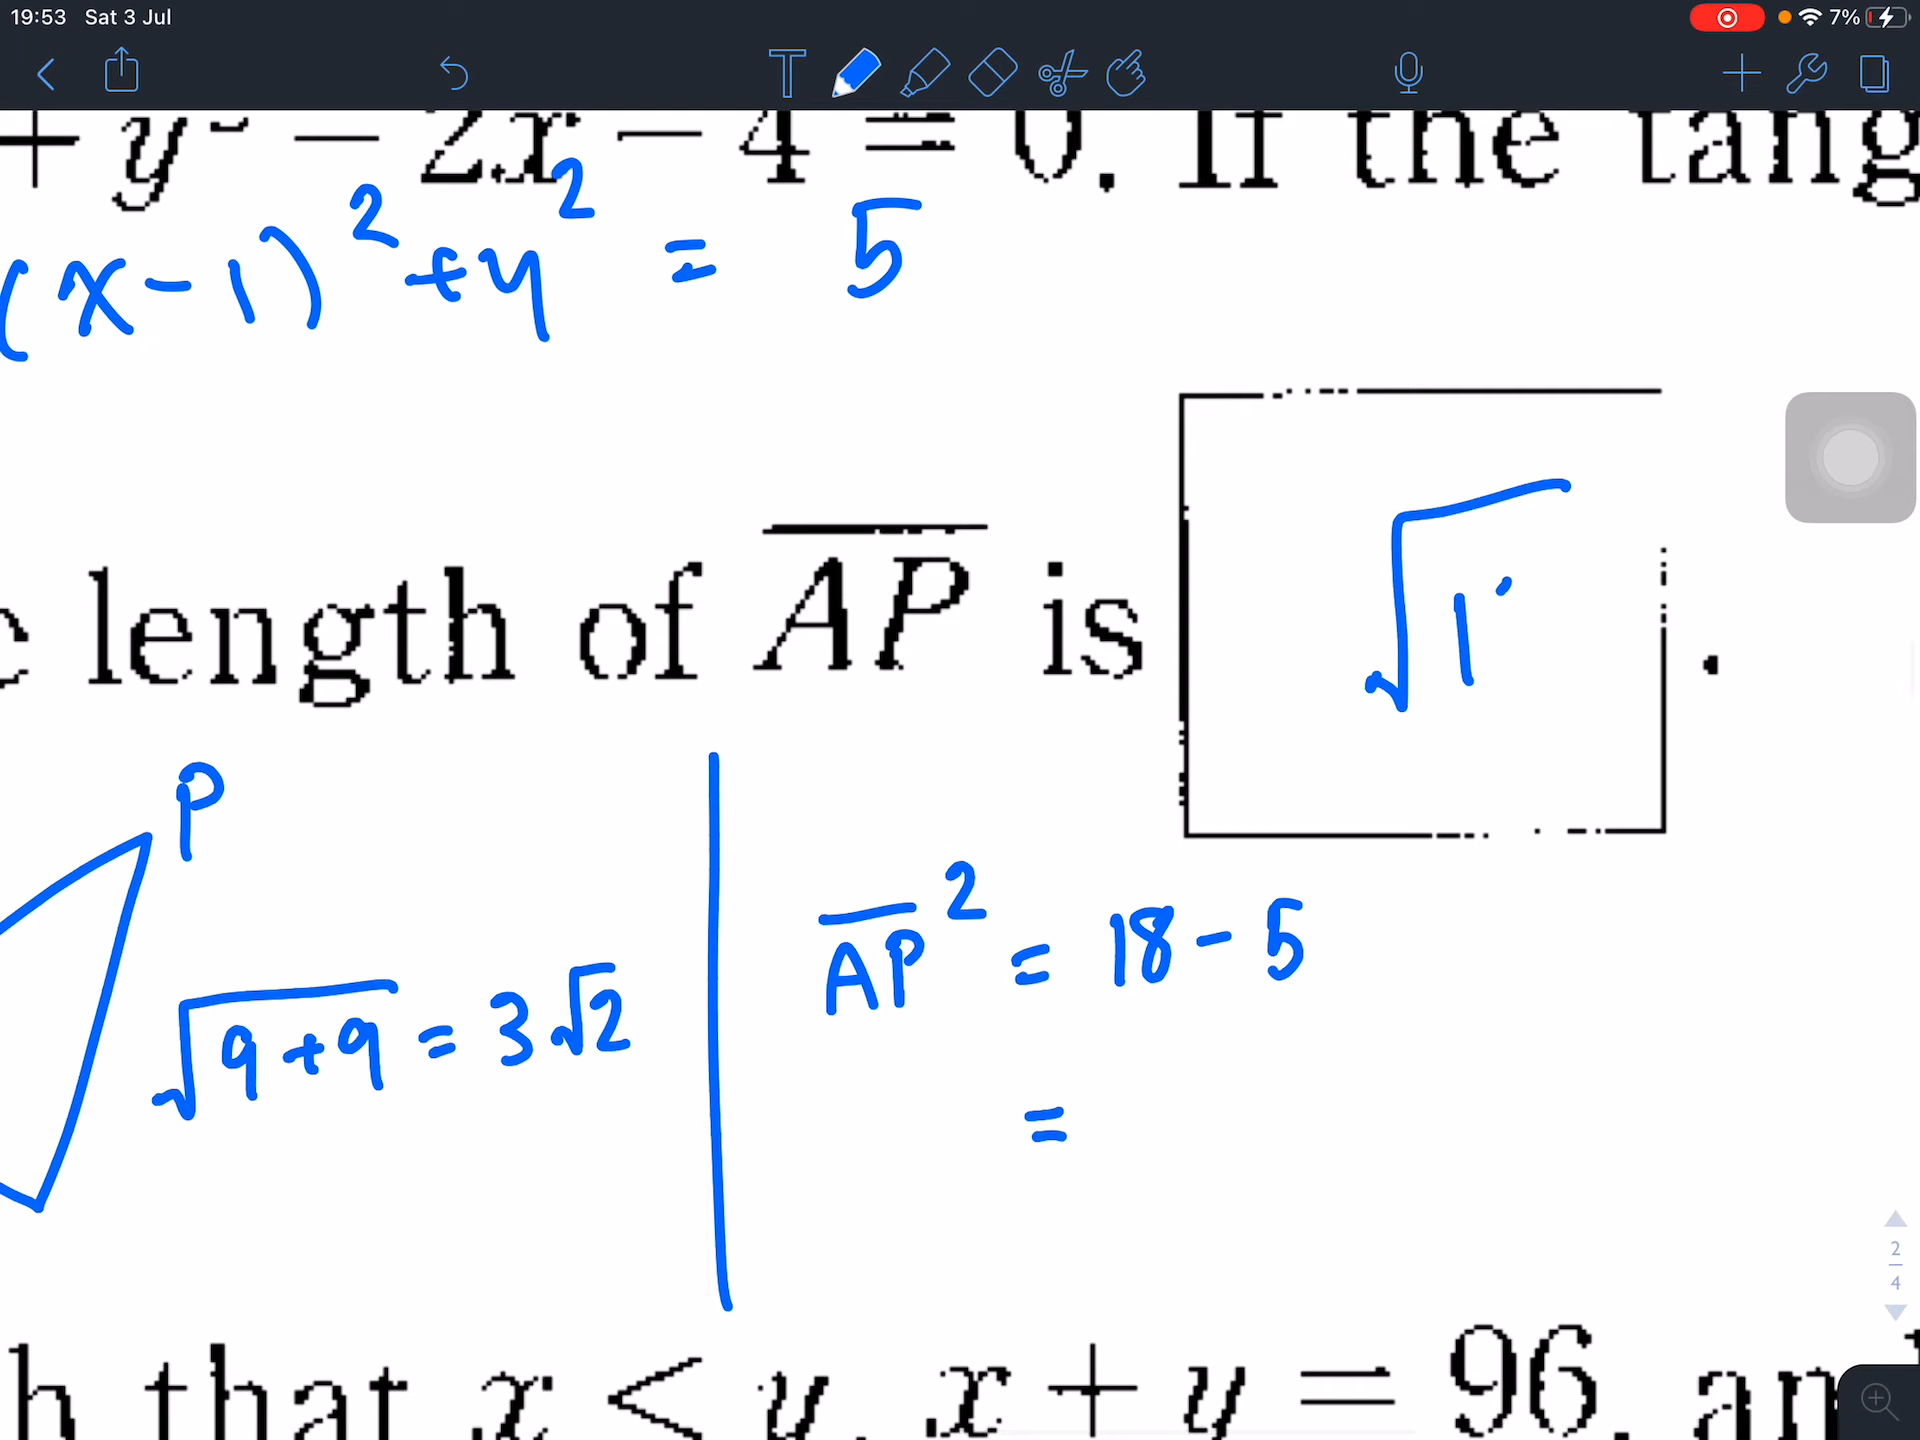 19:53 Sat 3 Jul 7%
T
+ y² − 2x − 4 = 0. If the tang
(x-1)² + y² = 5
length of AP is √1 .
P
√9+9 = 3√2
AP² = 18 - 5
=
2
4
h that x < y, x + y = 96, an